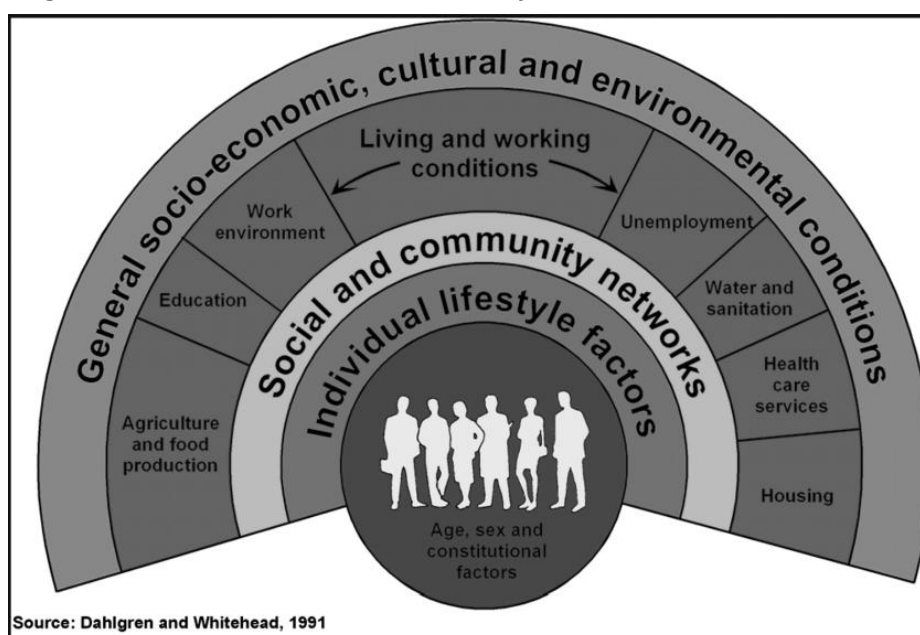 General socio-economic, cultural and environmental conditions
Living and working
conditions
Work
environment
Unemployment
Education
Water and
sanitation
Agriculture
and food
production
Health
care
services
Housing
Social and community networks
Individual lifestyle factors
Age, sex and
constitutional
factors
Source: Dahlgren and Whitehead, 1991